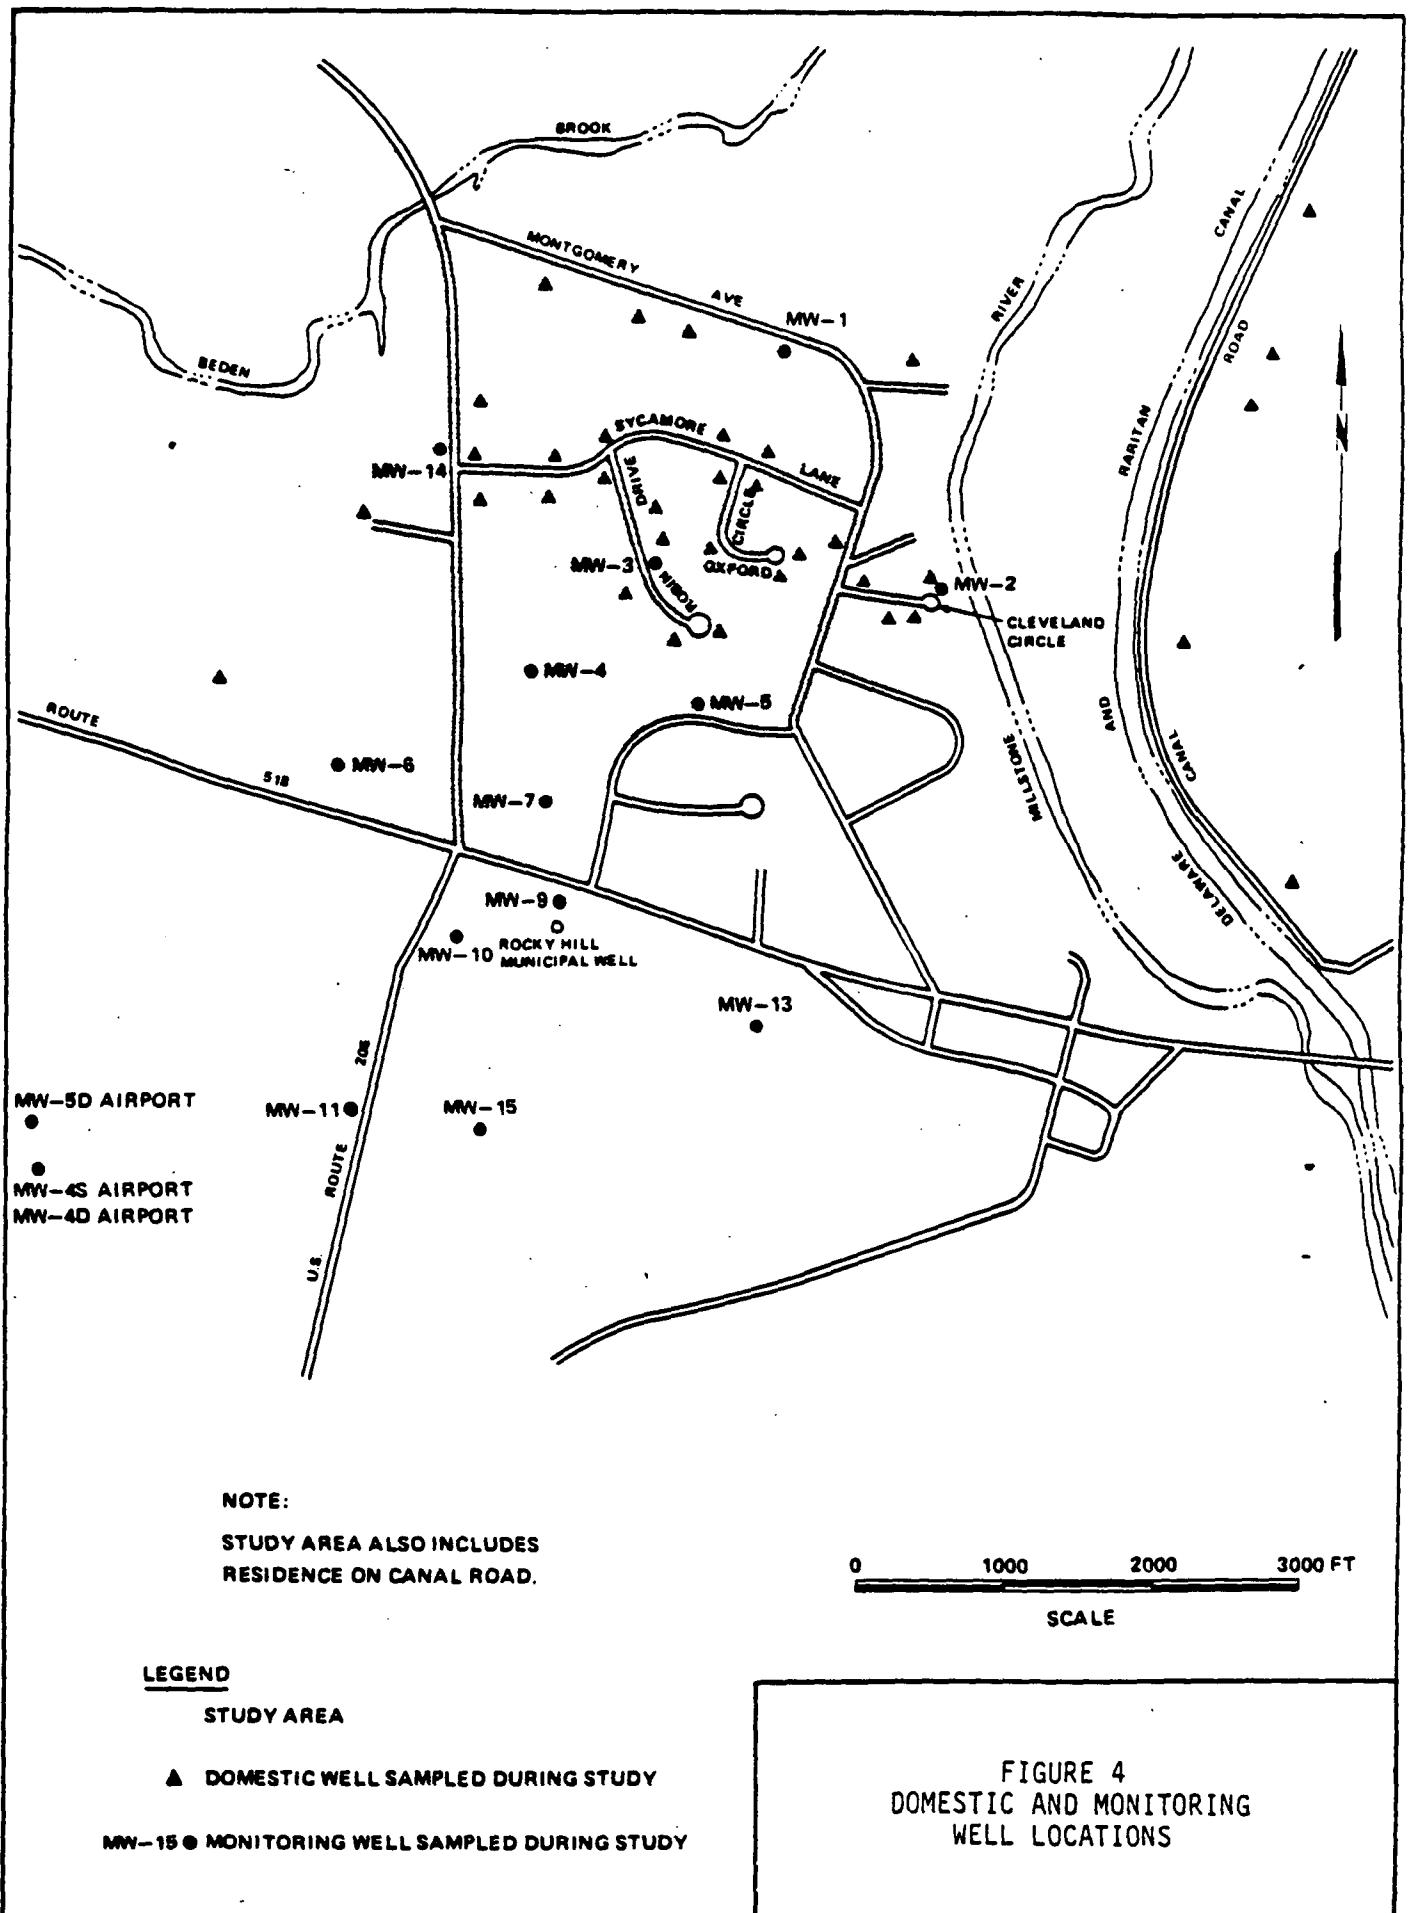 BROOK
MONTGOMERY
AVE
MW-1
RIVER
CANAL
ROAD
BEDEN
SYCAMORE
LANE
RARITAN
MW-14
DRIVE
CIRCLE
MW-3
ROBIN
OXFORD
MW-2
CLEVELAND
CIRCLE
MW-4
MW-5
AND
ROUTE
518
MW-6
MILLSTONE
CANAL
MW-7
DELAWARE
MW-9
ROCKY HILL
MUNICIPAL WELL
MW-10
MW-13
206
MW-5D AIRPORT
MW-11
MW-15
ROUTE
MW-4S AIRPORT
MW-4D AIRPORT
U.S.
N
NOTE:
STUDY AREA ALSO INCLUDES
RESIDENCE ON CANAL ROAD.
0 1000 2000 3000 FT
SCALE
LEGEND
STUDY AREA
DOMESTIC WELL SAMPLED DURING STUDY
MW-15 MONITORING WELL SAMPLED DURING STUDY
FIGURE 4
DOMESTIC AND MONITORING
WELL LOCATIONS